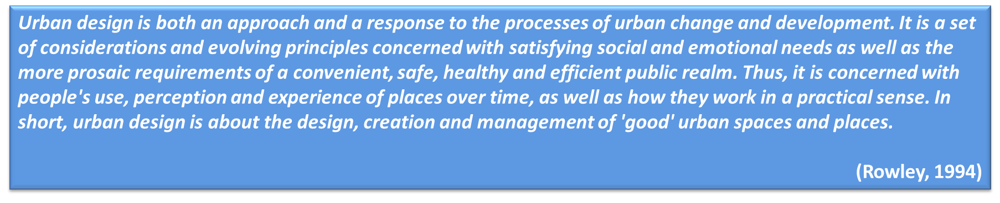 Urban design is both an approach and a response to the processes of urban change and development. It is a set
of considerations and evolving principles concerned with satisfying social and emotional needs as well as the
more prosaic requirements of a convenient, safe, healthy and efficient public realm. Thus, it is concerned with
people's use, perception and experience of places over time, as well as how they work in a practical sense. In
short, urban design is about the design, creation and management of 'good' urban spaces and places.
(Rowley, 1994)